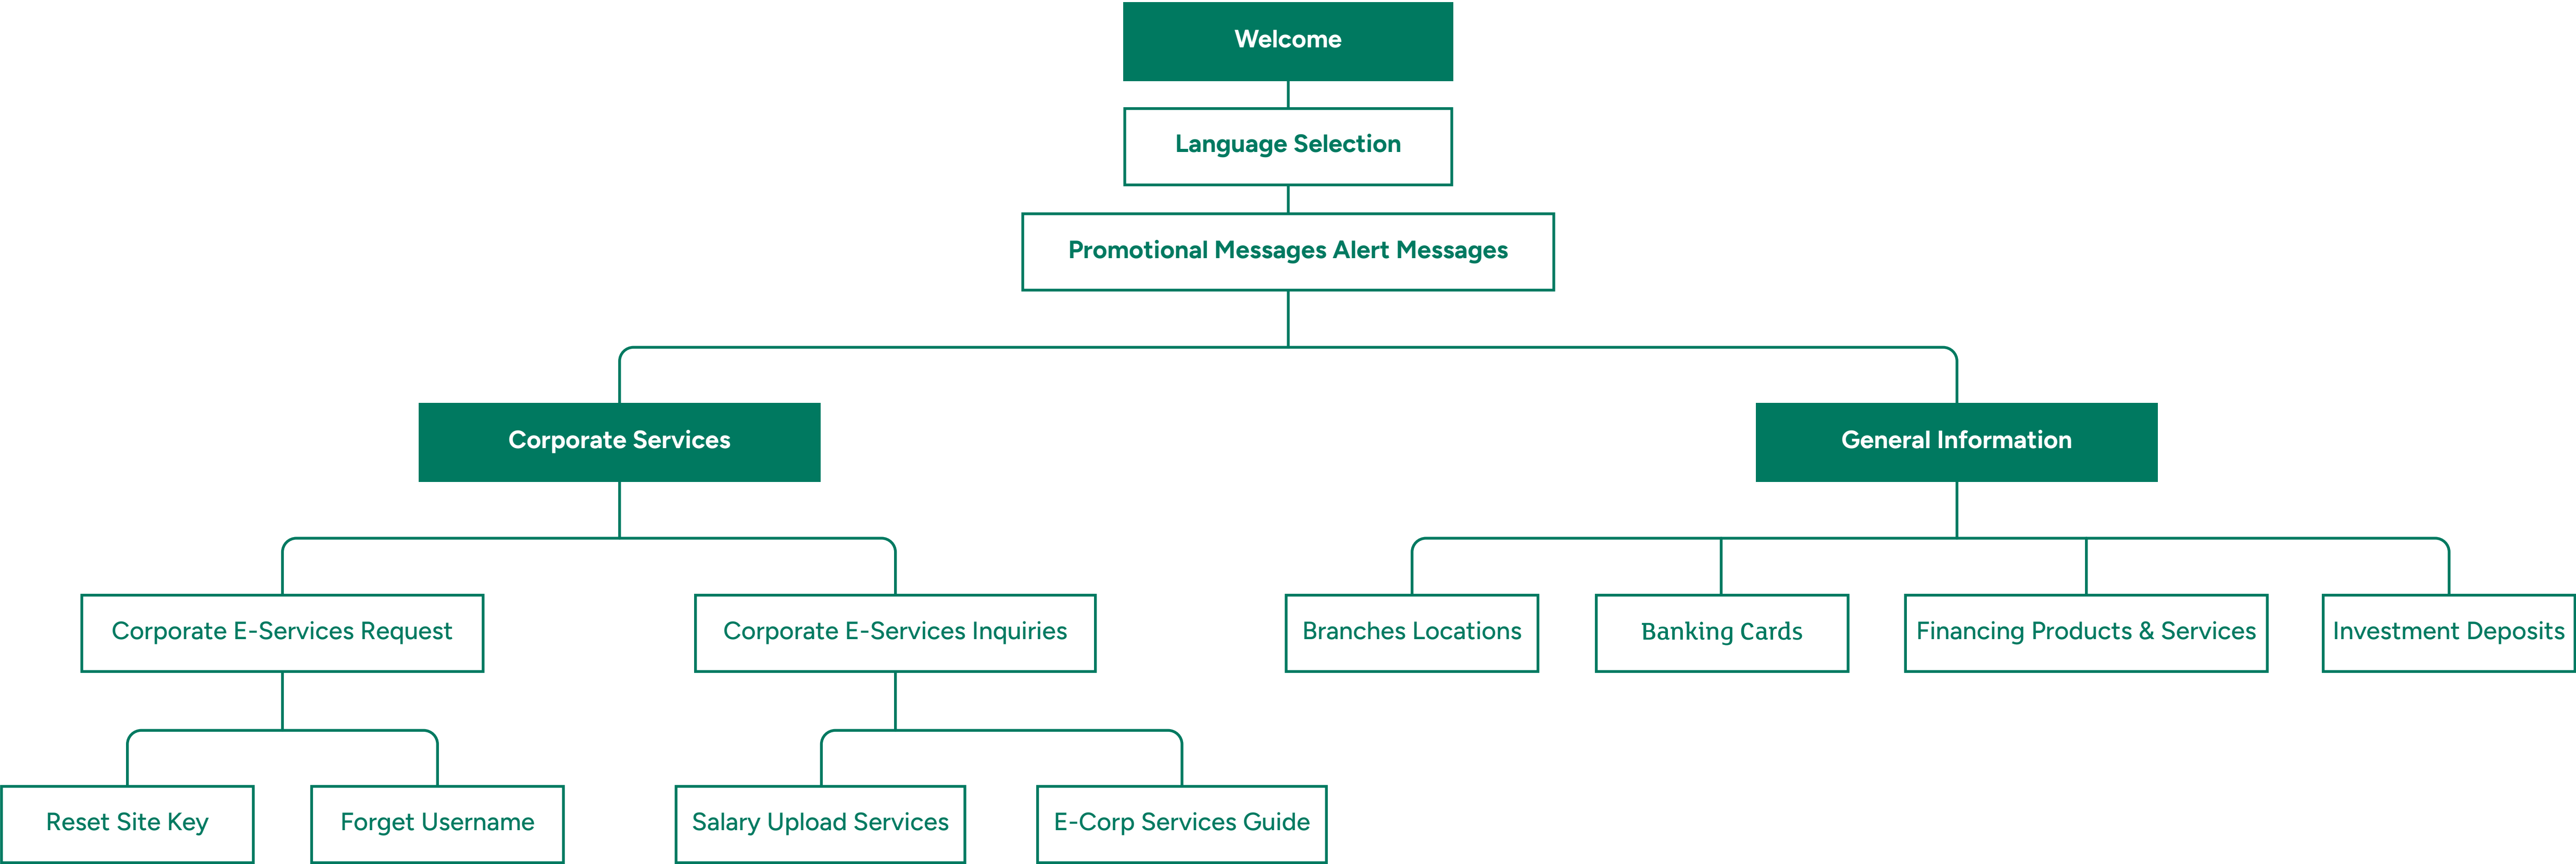 Welcome
Language Selection
Promotional Messages Alert Messages
Corporate Services
General Information
Corporate E-Services Request
Corporate E-Services Inquiries
Branches Locations
Banking Cards
Financing Products & Services
Investment Deposits
Reset Site Key
Forget Username
Salary Upload Services
E-Corp Services Guide